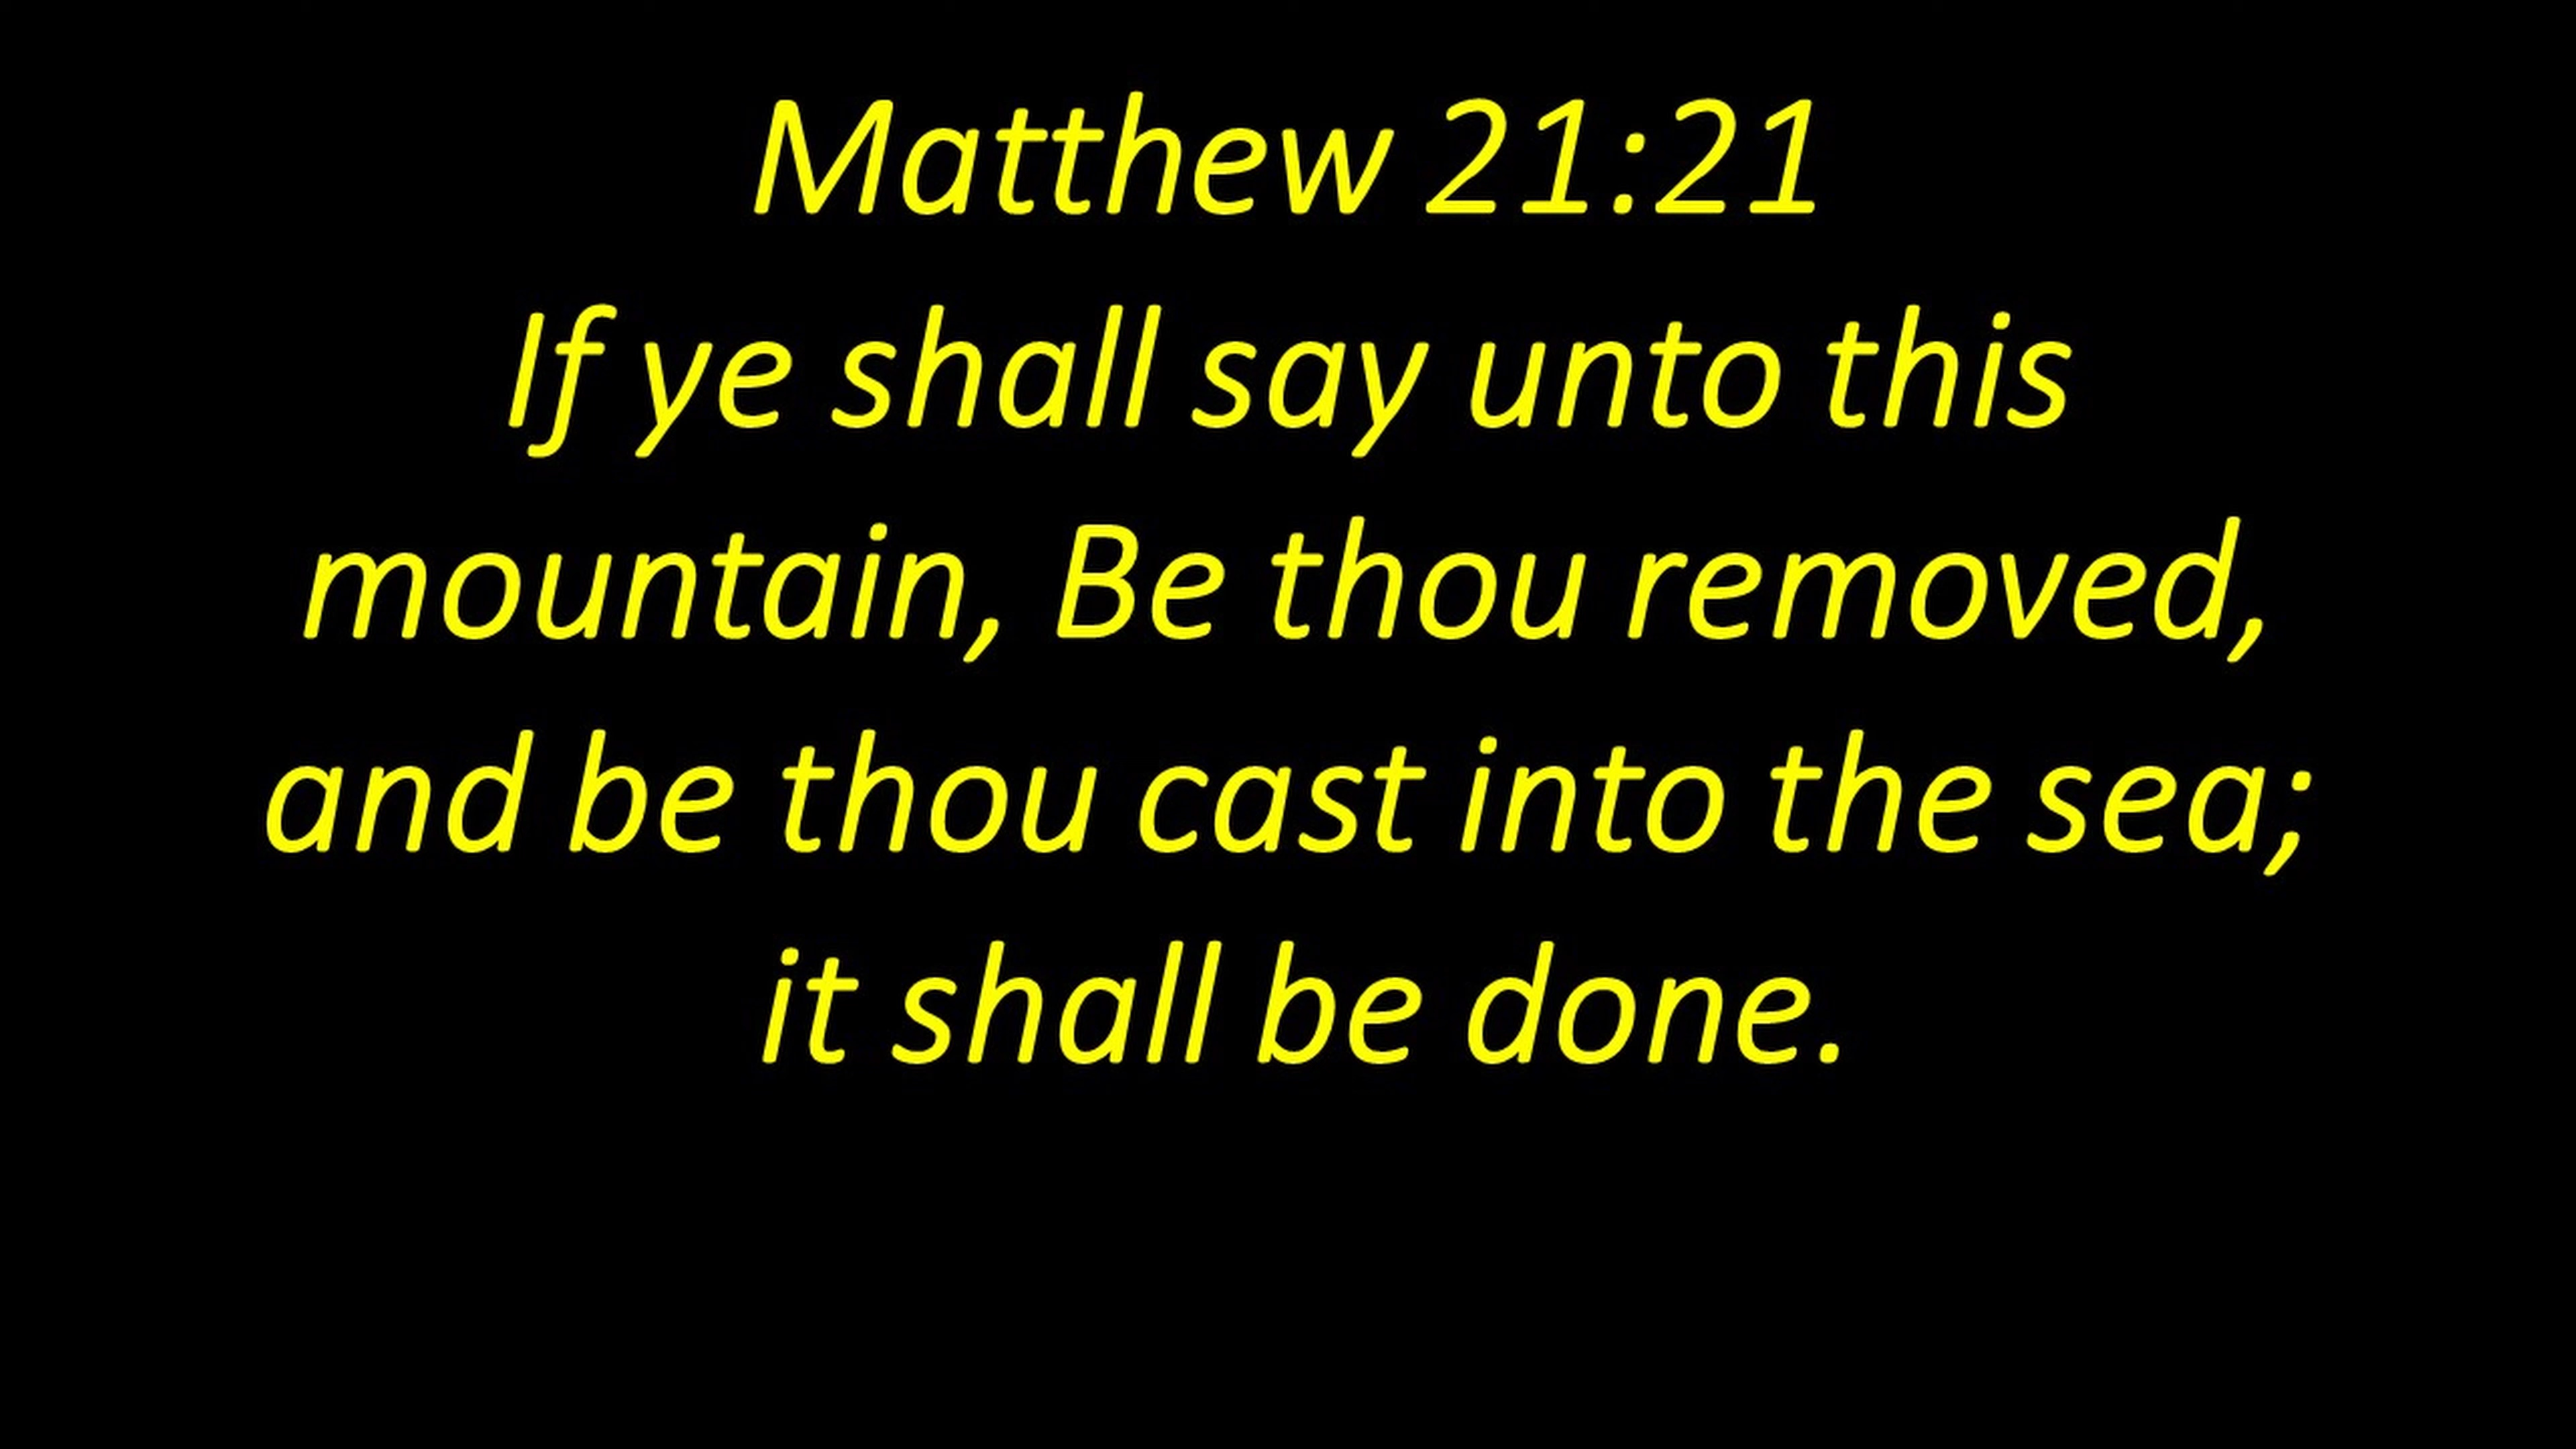 Matthew 21:21
If ye shall say unto this
mountain, Be thou removed,
and be thou cast into the sea;
it shall be done.